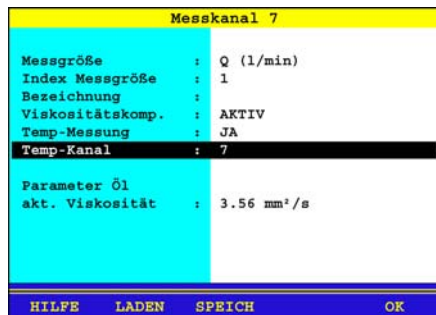 Messkanal 7
Messgröße : Q (l/min)
Index Messgröße : 1
Bezeichnung :
Viskositätskomp. : AKTIV
Temp-Messung : JA
Temp-Kanal : 7
Parameter Öl
akt. Viskosität : 3.56 mm²/s
HILFE LADEN SPEICH OK